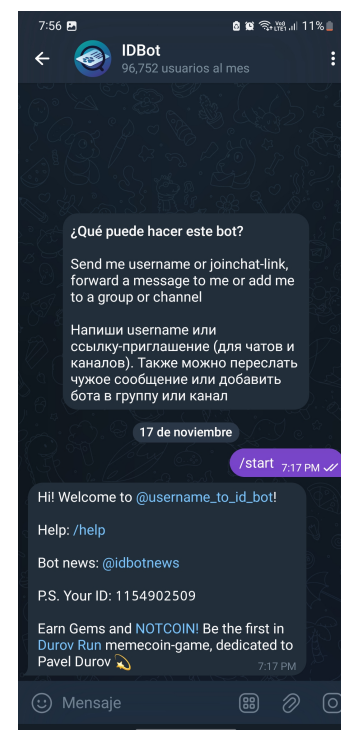 7:56
Vo))
LTE1
11%
IDBot
96,752 usuarios al mes
¿Qué puede hacer este bot?
Send me username or joinchat-link,
forward a message to me or add me
to a group or channel
Напиши username или
ссылку-приглашение (для чатов и
каналов). Также можно переслать
чужое сообщение или добавить
бота в группу или канал
17 de noviembre
/start 7:17 PM
Hi! Welcome to @username_to_id_bot!
Help: /help
Bot news: @idbotnews
P.S. Your ID: 1154902509
Earn Gems and NOTCOIN! Be the first in
Durov Run memecoin-game, dedicated to
Pavel Durov
7:17 PM
Mensaje